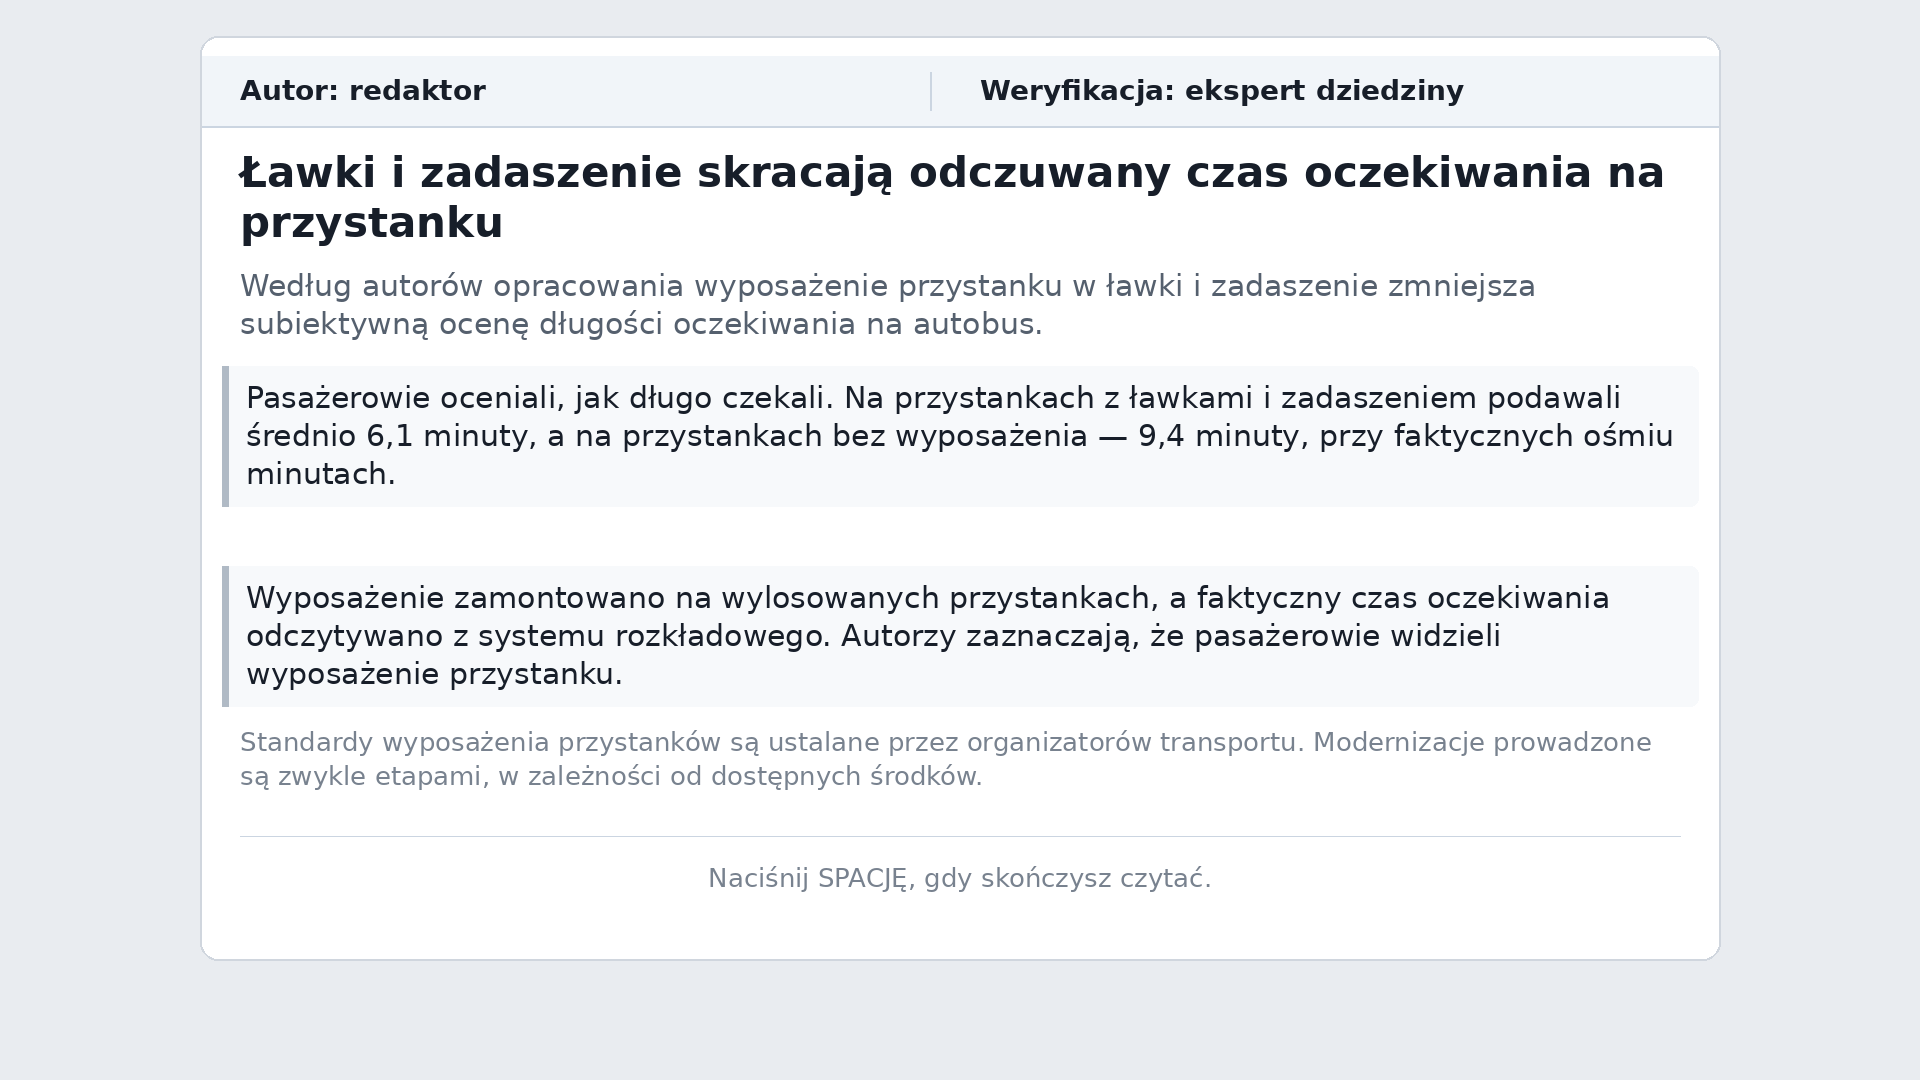 Autor: redaktor
Weryfikacja: ekspert dziedziny
Ławki i zadaszenie skracają odczuwany czas oczekiwania na
przystanku
Według autorów opracowania wyposażenie przystanku w ławki i zadaszenie zmniejsza
subiektywną ocenę długości oczekiwania na autobus.
Pasażerowie oceniali, jak długo czekali. Na przystankach z ławkami i zadaszeniem podawali
średnio 6,1 minuty, a na przystankach bez wyposażenia — 9,4 minuty, przy faktycznych ośmiu
minutach.
Wyposażenie zamontowano na wylosowanych przystankach, a faktyczny czas oczekiwania
odczytywano z systemu rozkładowego. Autorzy zaznaczają, że pasażerowie widzieli
wyposażenie przystanku.
Standardy wyposażenia przystanków są ustalane przez organizatorów transportu. Modernizacje prowadzone
są zwykle etapami, w zależności od dostępnych środków.
Naciśnij SPACJĘ, gdy skończysz czytać.